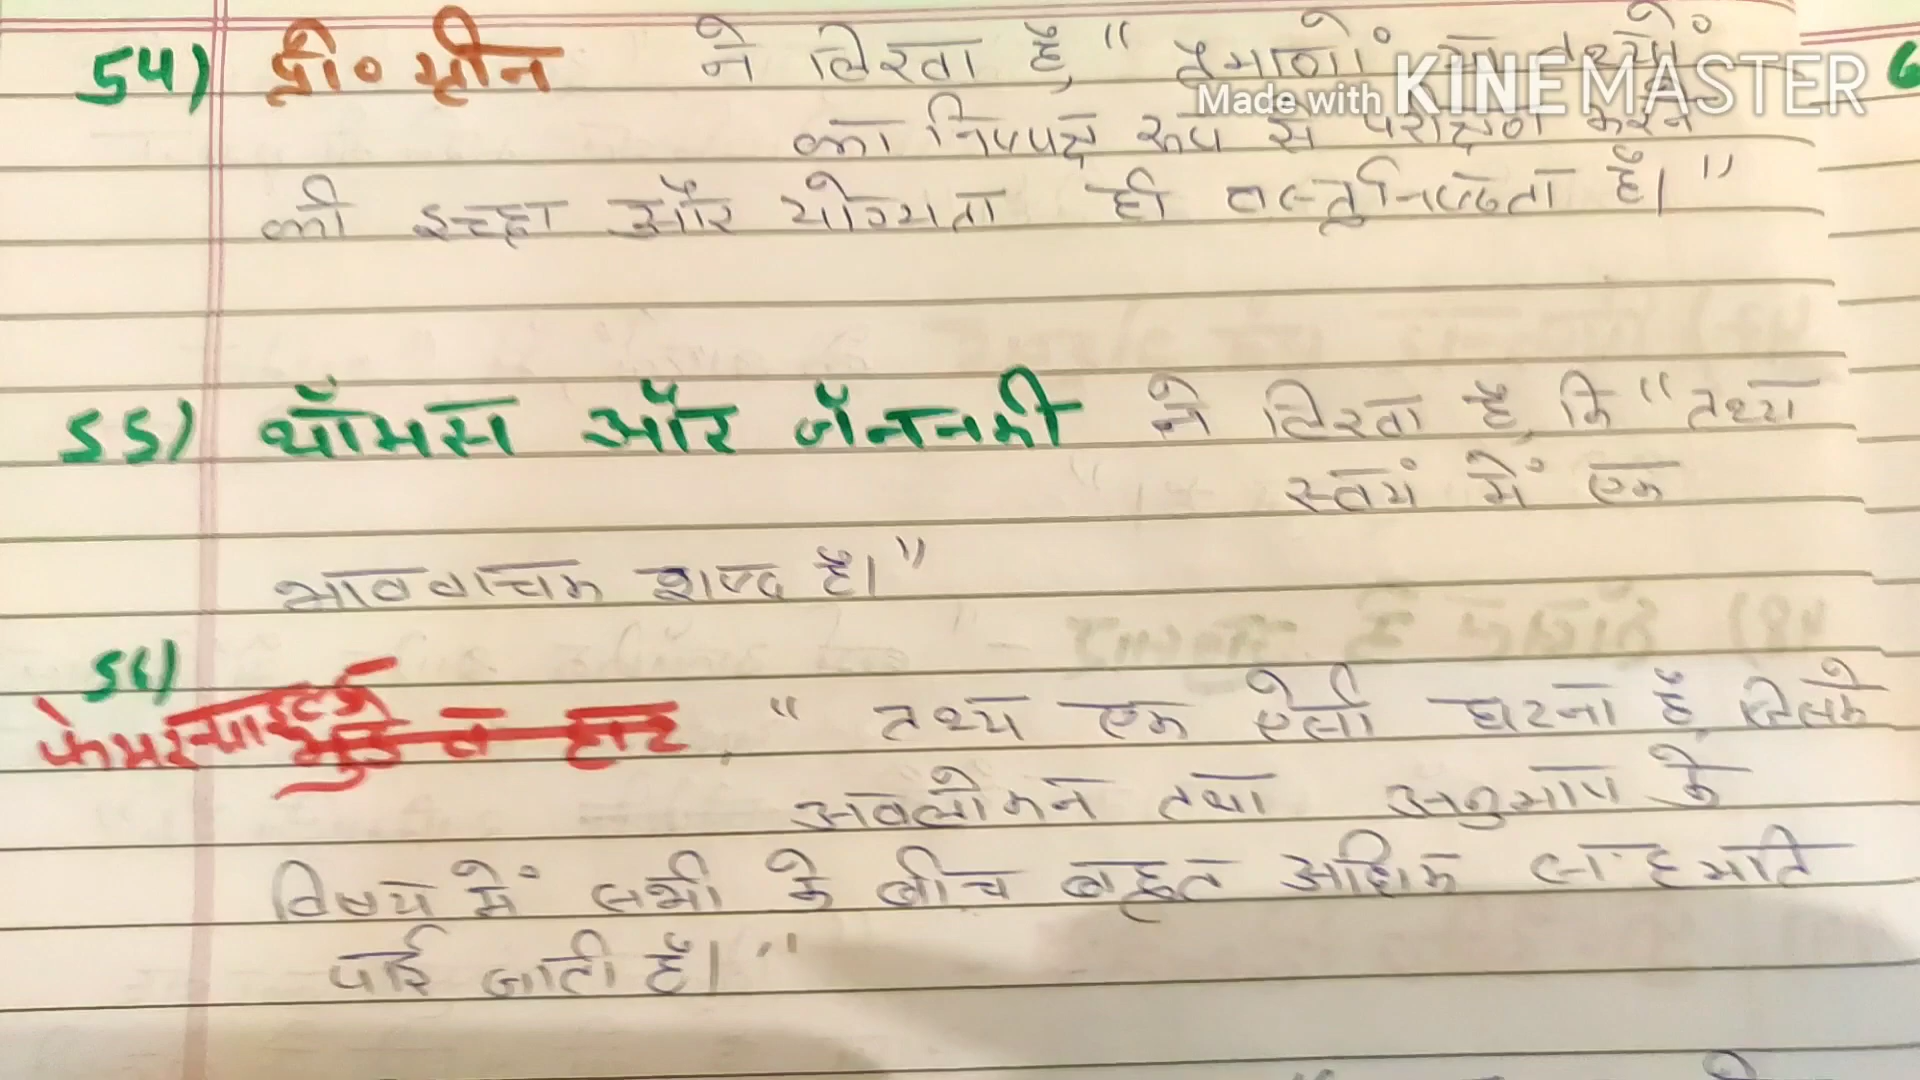 54) प्रो० ग्रीन ने लिखा है, " प्रमाणों या तथ्यों
Made with KINEMASTER
का निष्पक्ष रूप से परीक्षण करने
की इच्छा और योग्यता ही वस्तुनिष्ठता है। "
55) थॉमस और जॅननकी ने लिखा है, कि " तथ्य
स्वयं में एक
भाववाचक शब्द है। "
56)
फेयरचाइल्ड " तथ्य एक ऐसी घटना है, जिसके
अवलोकन तथा अनुमाप के
विषय में सभी के बीच बहुत अधिक सहमति
पाई जाती है। "